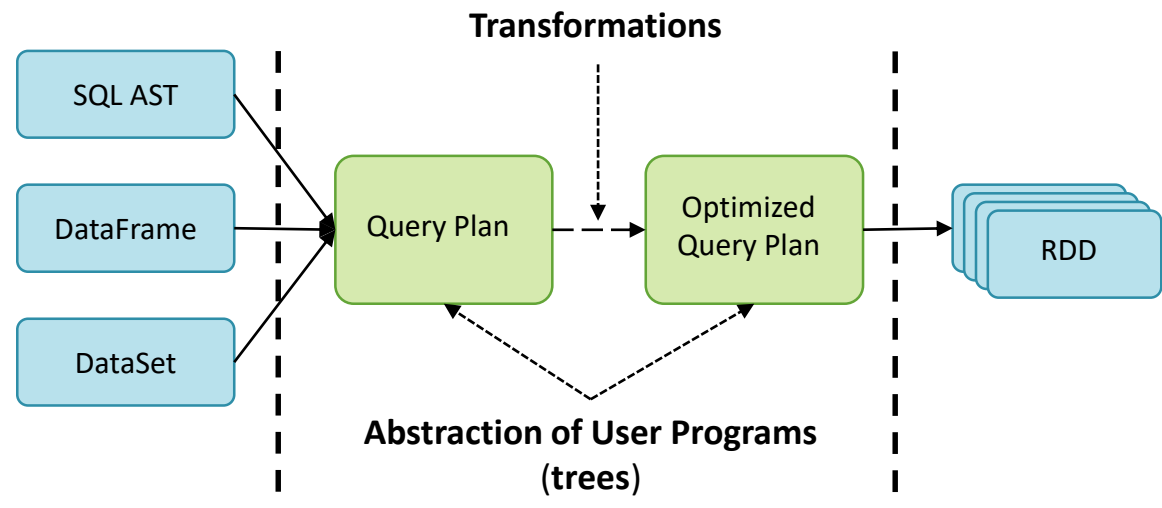 Transformations
SQL AST
DataFrame
DataSet
Query Plan
Optimized
Query Plan
RDD
Abstraction of User Programs
(trees)